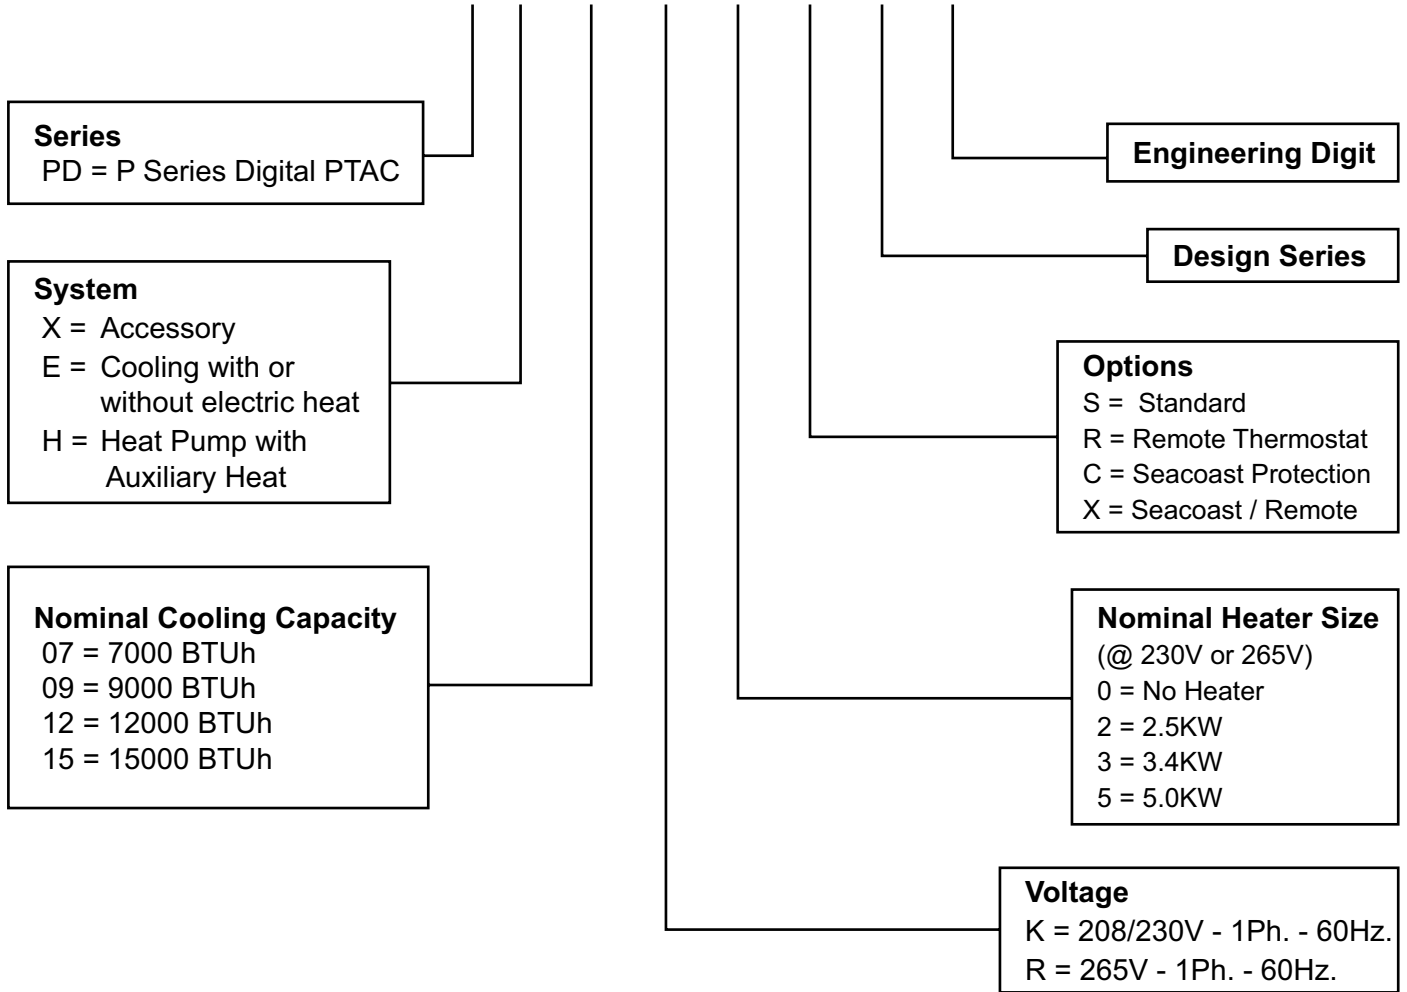 Series
PD = P Series Digital PTAC
System
X = Accessory
E = Cooling with or
without electric heat
H = Heat Pump with
Auxiliary Heat
Nominal Cooling Capacity
07 = 7000 BTUh
09 = 9000 BTUh
12 = 12000 BTUh
15 = 15000 BTUh
Engineering Digit
Design Series
Options
S = Standard
R = Remote Thermostat
C = Seacoast Protection
X = Seacoast / Remote
Nominal Heater Size
(@ 230V or 265V)
0 = No Heater
2 = 2.5KW
3 = 3.4KW
5 = 5.0KW
Voltage
K = 208/230V - 1Ph. - 60Hz.
R = 265V - 1Ph. - 60Hz.